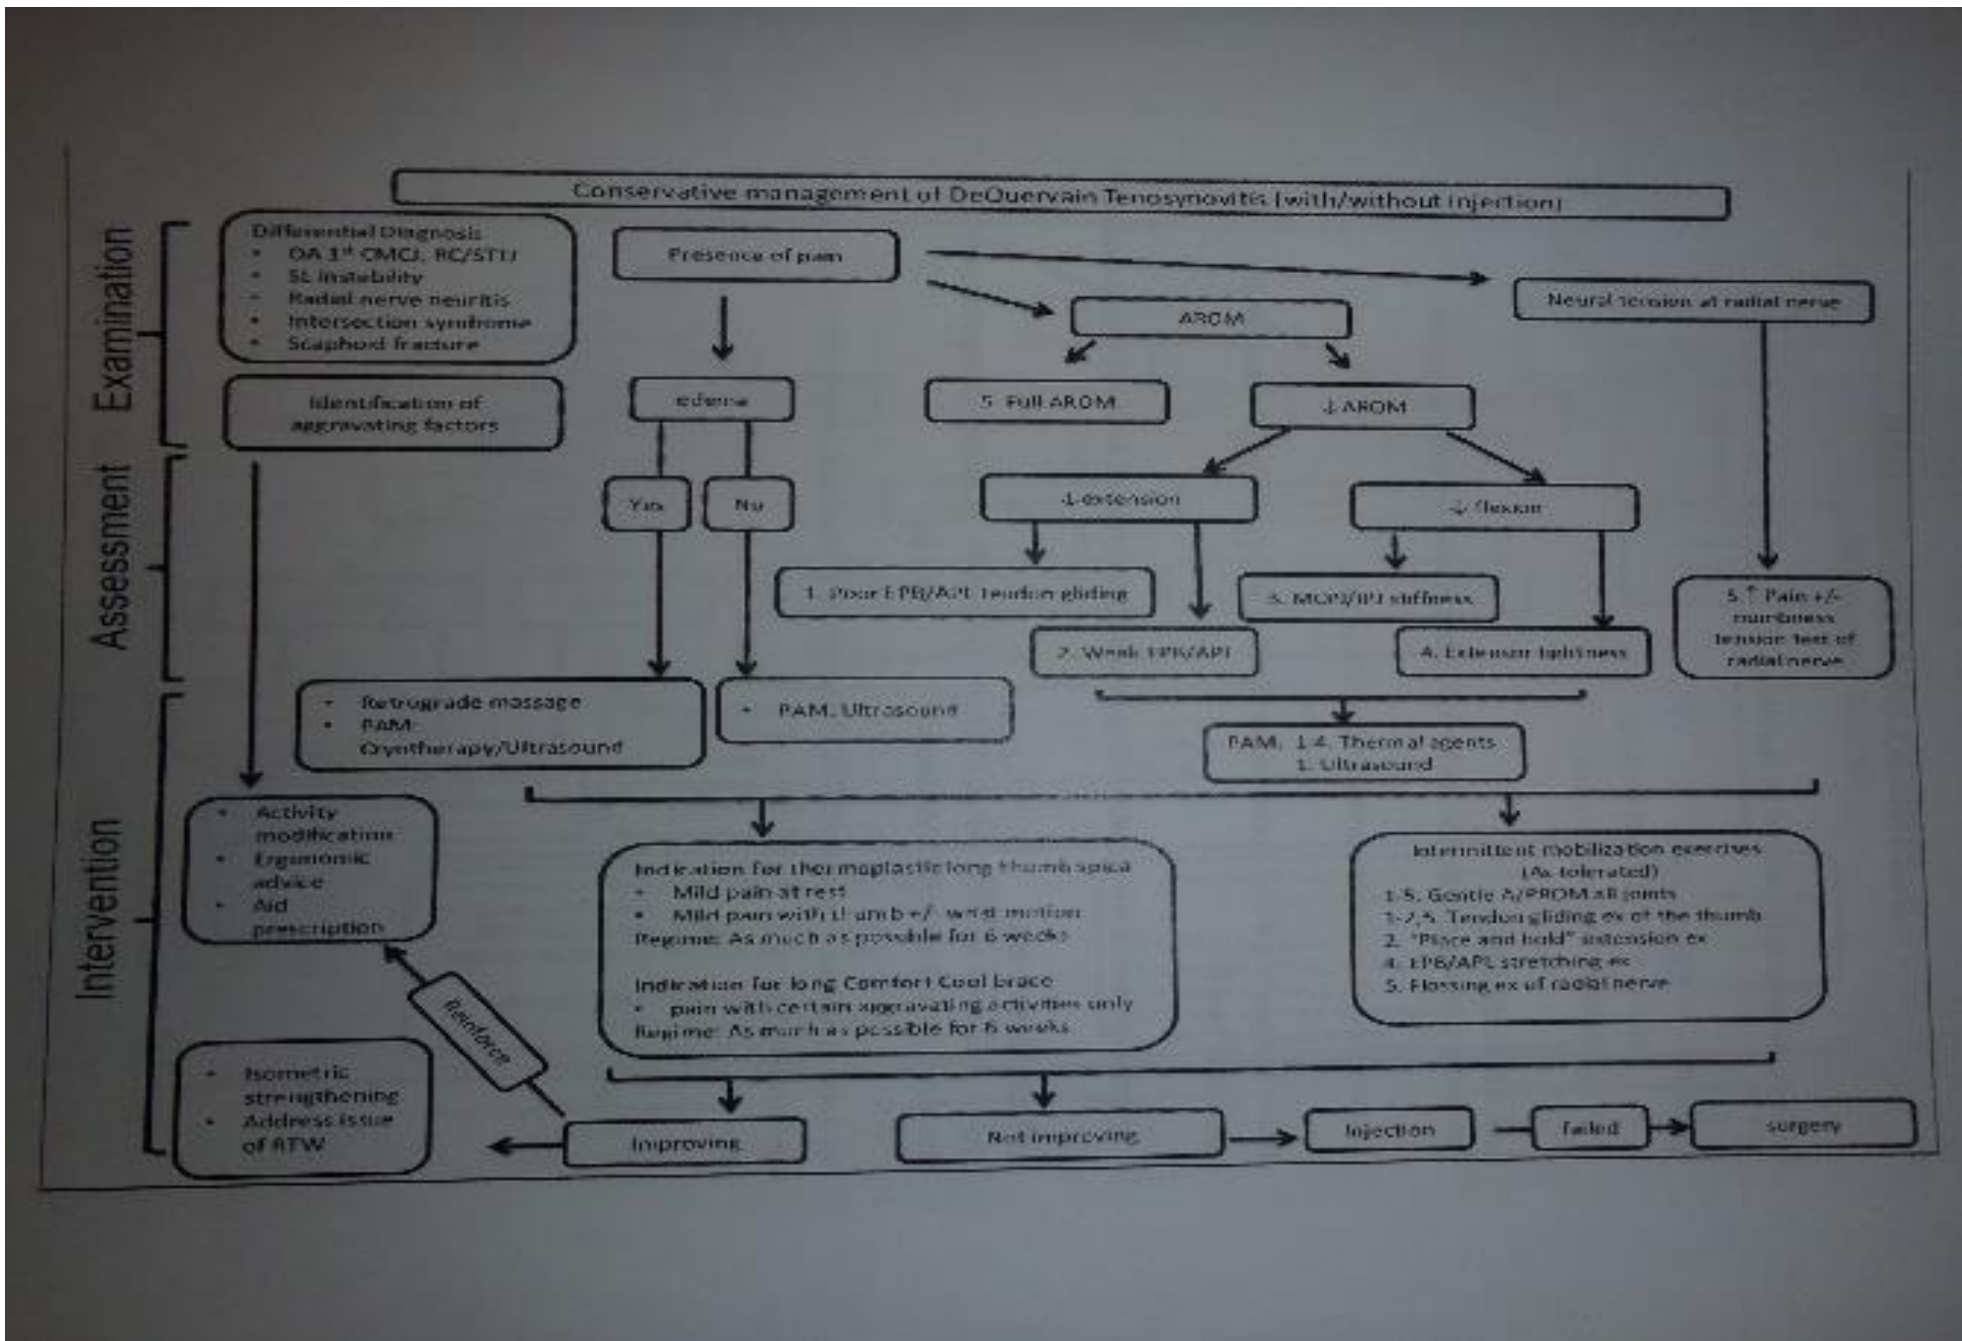 Conservative management of DeQuervain Tenosynovitis (with/without injection)
Examination
Differential Diagnosis
• OA 1st CMCJ, RC/STTJ
• SL instability
• Radial nerve neuritis
• Intersection syndrome
• Scaphoid fracture
Identification of
aggravating factors
Presence of pain
AROM
Neural tension at radial nerve
edema
5. Full AROM
↓ AROM
Assessment
Yes
No
↓ extension
↓ flexion
1. Poor EPB/APL tendon gliding
2. Weak EPB/APL
3. MCPJ/IPJ stiffness
4. Extensor tightness
5.↑ Pain +/-
numbness
tension test of
radial nerve
Intervention
• Retrograde massage
• PAM:
Cryotherapy/Ultrasound
• PAM: Ultrasound
PAM: 1-4. Thermal agents
1. Ultrasound
• Activity
modification
• Ergonomic
advice
• Aid
prescription
Indication for thermoplastic long thumb spica
• Mild pain at rest
• Mild pain with thumb +/- wrist motion
Regime: As much as possible for 6 weeks
Indication for long Comfort Cool brace
• pain with certain aggravating activities only
Regime: As much as possible for 6 weeks
Intermittent mobilization exercises
(As tolerated)
1-5. Gentle A/PROM all joints
1-2,5. Tendon gliding ex of the thumb
2. "Place and hold" extension ex
4. EPB/APL stretching ex
5. Flossing ex of radial nerve
Reinforce
• Isometric
strengthening
• Address issue
of RTW
Improving
Not improving
Injection
failed
surgery